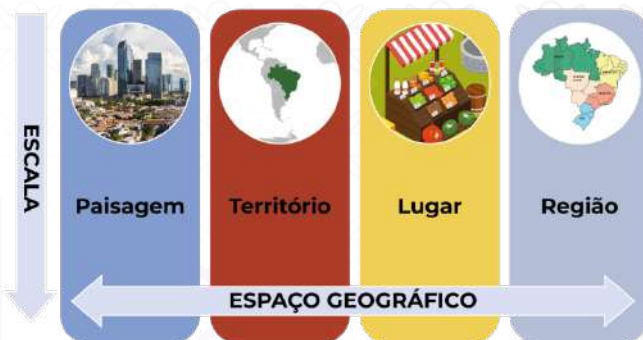 ESCALA
Paisagem
Território
Lugar
Região
ESPAÇO GEOGRÁFICO